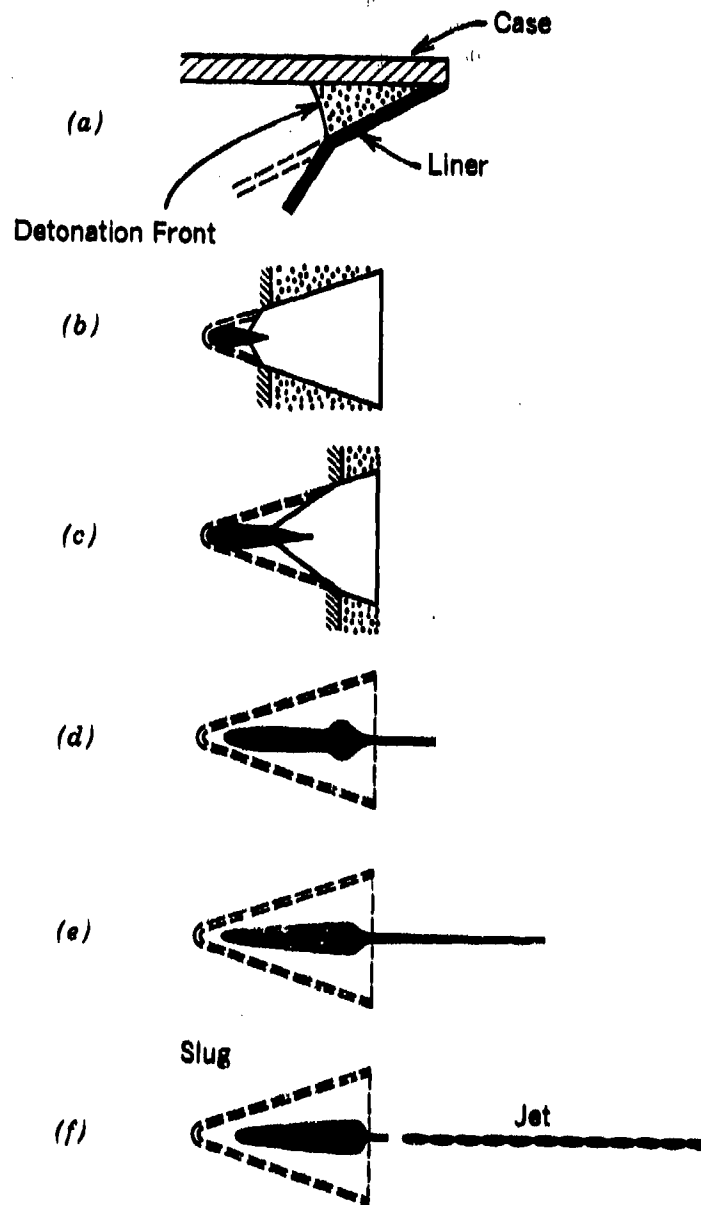 Case
(a)
Liner
Detonation Front
(b)
(c)
(d)
(e)
Slug
(f)
Jet